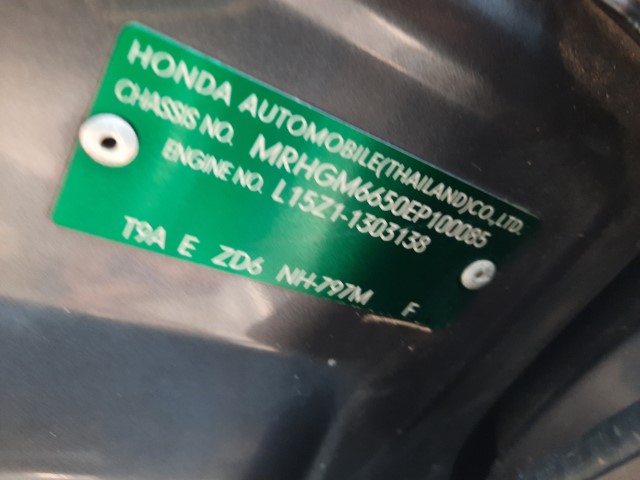 HONDA AUTOMOBILE(THAILAND)CO.,LTD.
CHASSIS NO. MRHGM6650EP100085
ENGINE NO. L15Z1-1303138
T9A E ZD6 NH-797M F